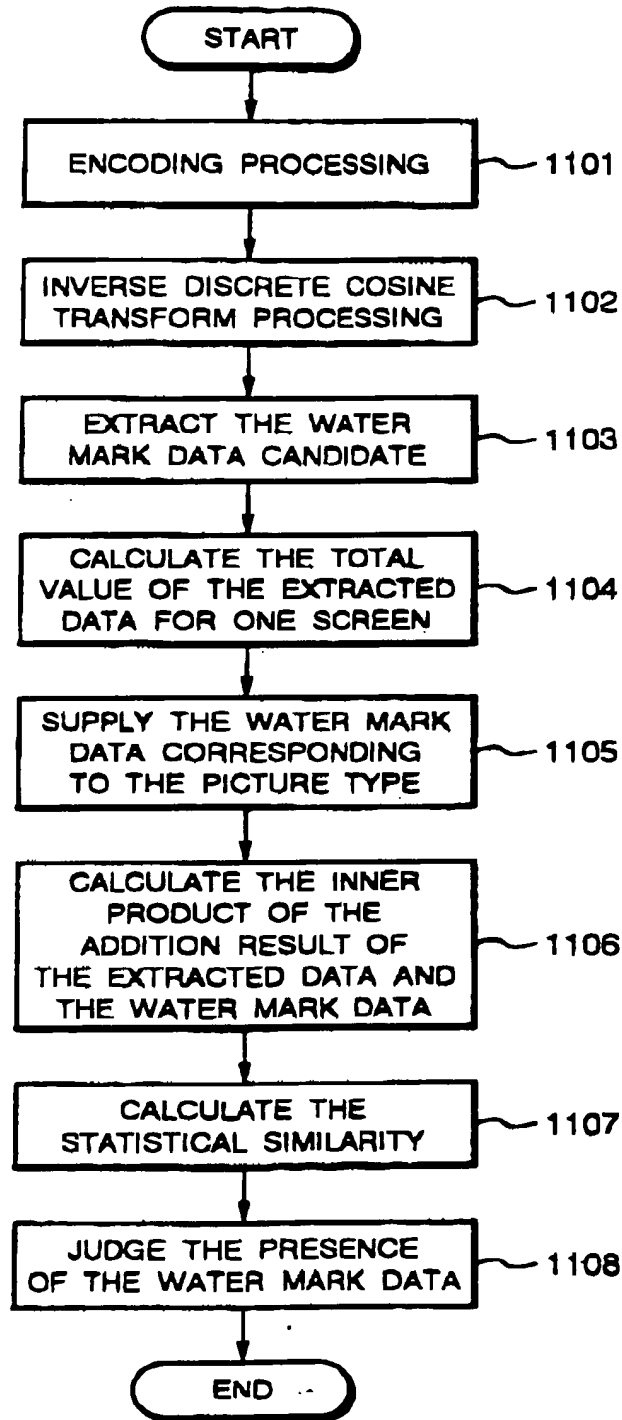 START
ENCODING PROCESSING
1101
INVERSE DISCRETE COSINE
TRANSFORM PROCESSING
1102
EXTRACT THE WATER
MARK DATA CANDIDATE
1103
CALCULATE THE TOTAL
VALUE OF THE EXTRACTED
DATA FOR ONE SCREEN
1104
SUPPLY THE WATER MARK
DATA CORRESPONDING
TO THE PICTURE TYPE
1105
CALCULATE THE INNER
PRODUCT OF THE
ADDITION RESULT OF
THE EXTRACTED DATA AND
THE WATER MARK DATA
1106
CALCULATE THE
STATISTICAL SIMILARITY
1107
JUDGE THE PRESENCE
OF THE WATER MARK DATA
1108
END